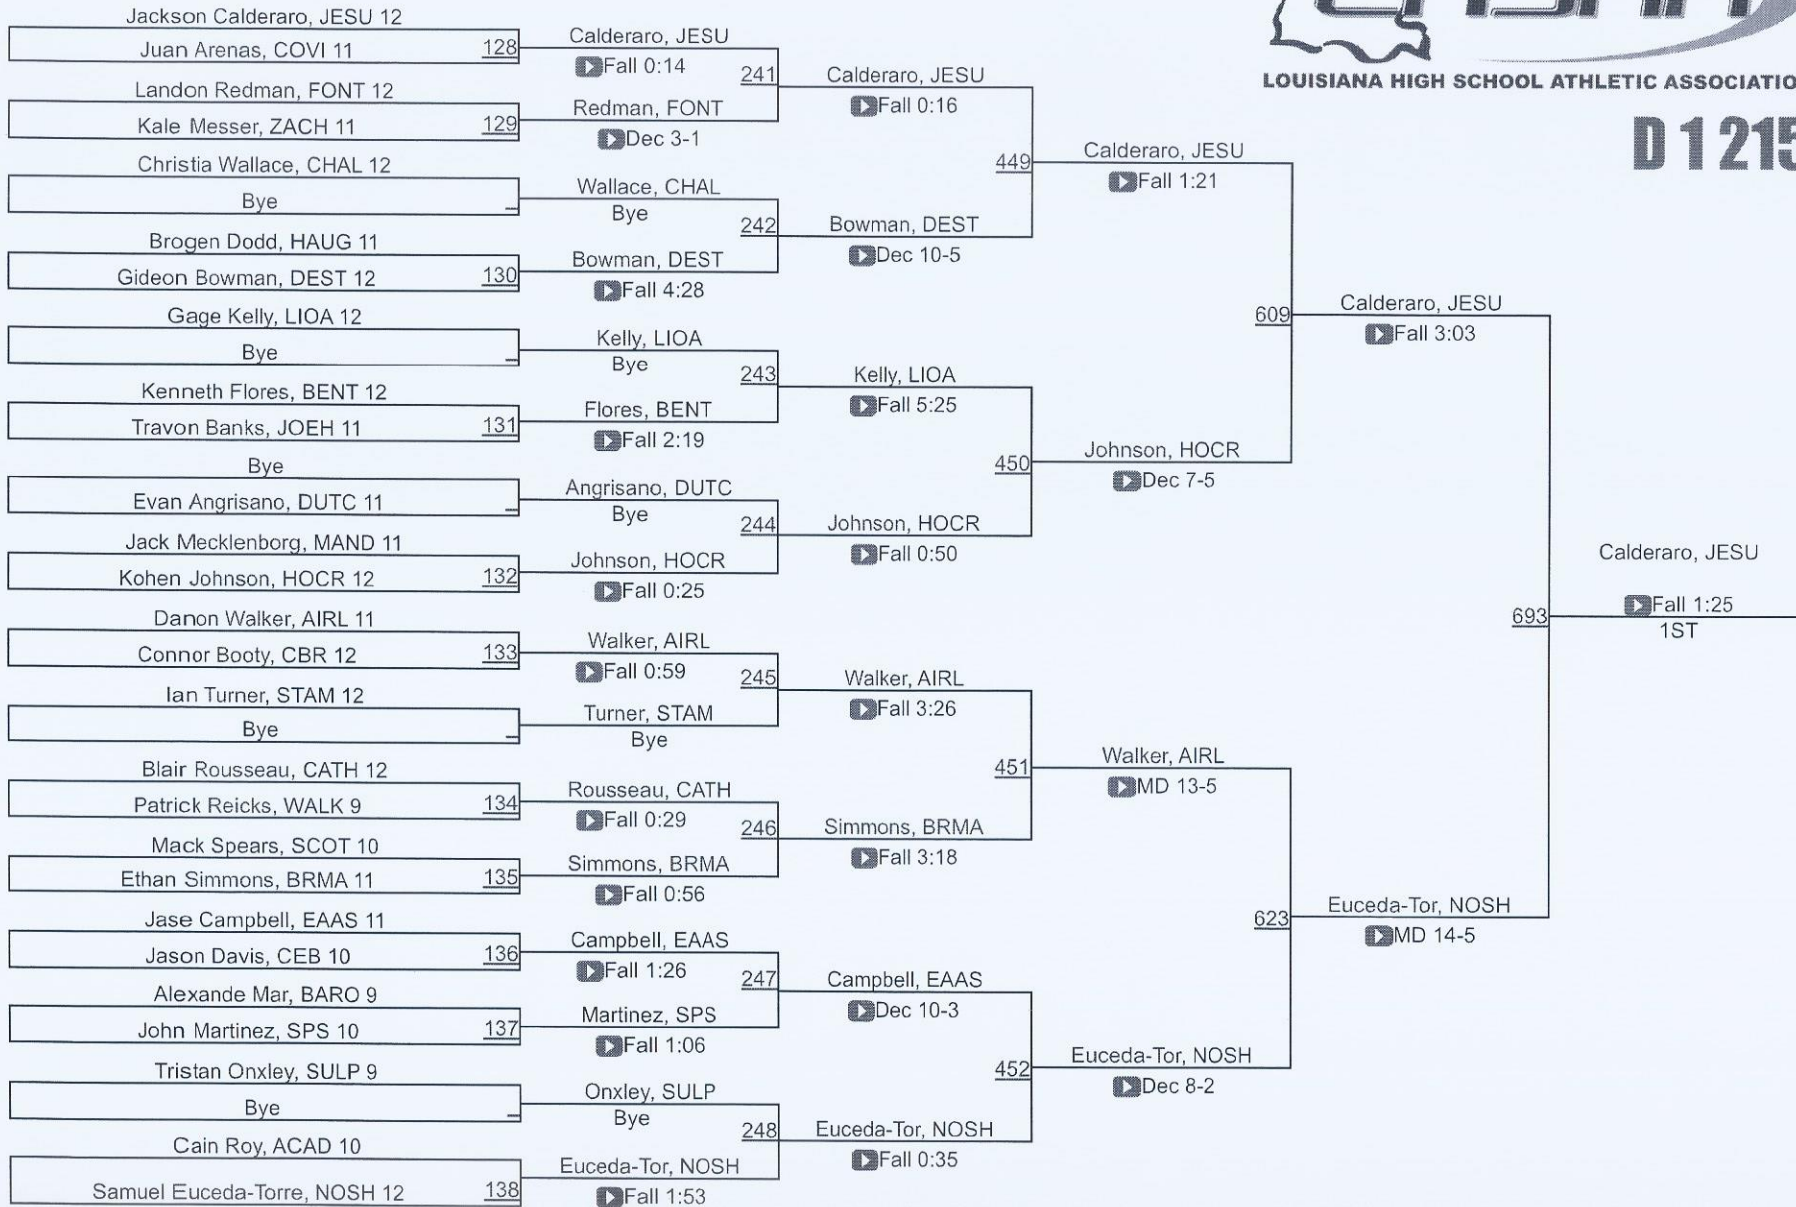 Jackson Calderaro, JESU 12
Juan Arenas, COVI 11
128
Landon Redman, FONT 12
Kale Messer, ZACH 11
129
Christia Wallace, CHAL 12
Bye
Brogen Dodd, HAUG 11
Gideon Bowman, DEST 12
130
Gage Kelly, LIOA 12
Bye
Kenneth Flores, BENT 12
Travon Banks, JOEH 11
131
Bye
Evan Angrisano, DUTC 11
Jack Mecklenborg, MAND 11
Kohen Johnson, HOCR 12
132
Danon Walker, AIRL 11
Connor Booty, CBR 12
133
Ian Turner, STAM 12
Bye
Blair Rousseau, CATH 12
Patrick Reicks, WALK 9
134
Mack Spears, SCOT 10
Ethan Simmons, BRMA 11
135
Jase Campbell, EAAS 11
Jason Davis, CEB 10
136
Alexande Mar, BARO 9
John Martinez, SPS 10
137
Tristan Onxley, SULP 9
Bye
Cain Roy, ACAD 10
Samuel Euceda-Torre, NOSH 12
138
Calderaro, JESU
Fall 0:14
241
Redman, FONT
Dec 3-1
Wallace, CHAL
Bye
242
Bowman, DEST
Fall 4:28
Kelly, LIOA
Bye
243
Flores, BENT
Fall 2:19
Angrisano, DUTC
Bye
244
Johnson, HOCR
Fall 0:25
Walker, AIRL
Fall 0:59
245
Turner, STAM
Bye
Rousseau, CATH
Fall 0:29
246
Simmons, BRMA
Fall 0:56
Campbell, EAAS
Fall 1:26
247
Martinez, SPS
Fall 1:06
Onxley, SULP
Bye
248
Euceda-Tor, NOSH
Fall 1:53
Calderaro, JESU
Fall 0:16
449
Bowman, DEST
Dec 10-5
Kelly, LIOA
Fall 5:25
450
Johnson, HOCR
Fall 0:50
Walker, AIRL
Fall 3:26
451
Simmons, BRMA
Fall 3:18
Campbell, EAAS
Dec 10-3
452
Euceda-Tor, NOSH
Fall 0:35
Calderaro, JESU
Fall 1:21
609
Johnson, HOCR
Dec 7-5
Walker, AIRL
MD 13-5
623
Euceda-Tor, NOSH
Dec 8-2
Calderaro, JESU
Fall 3:03
693
Euceda-Tor, NOSH
MD 14-5
Calderaro, JESU
Fall 1:25
1ST
LOUISIANA HIGH SCHOOL ATHLETIC ASSOCIATIO
D 1 215